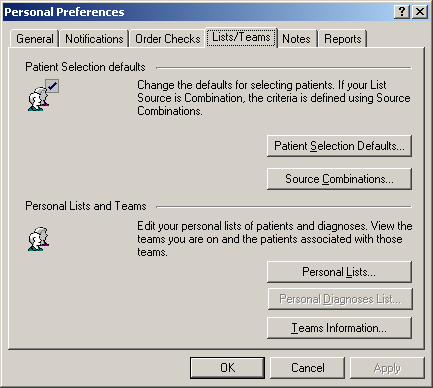 Personal Preferences
General Notifications Order Checks Lists/Teams Notes Reports
Patient Selection defaults
Change the defaults for selecting patients. If your List
Source is Combination, the criteria is defined using Source
Combinations.
Patient Selection Defaults...
Source Combinations...
Personal Lists and Teams
Edit your personal lists of patients and diagnoses. View the
teams you are on and the patients associated with those
teams.
Personal Lists...
Personal Diagnoses List...
Teams Information...
OK Cancel Apply